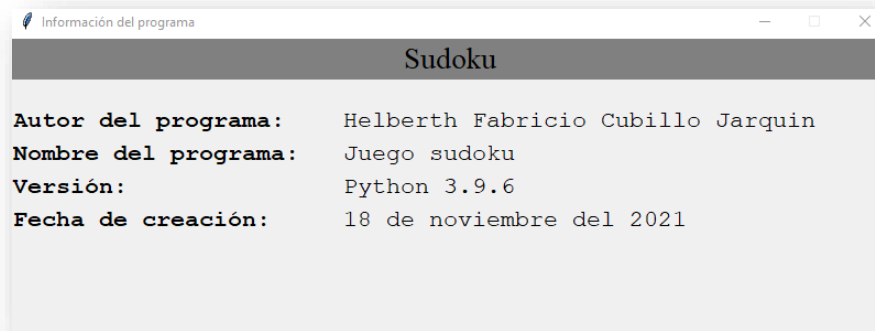 Información del programa
Sudoku
Autor del programa: Helberth Fabricio Cubillo Jarquin
Nombre del programa: Juego sudoku
Versión: Python 3.9.6
Fecha de creación: 18 de noviembre del 2021